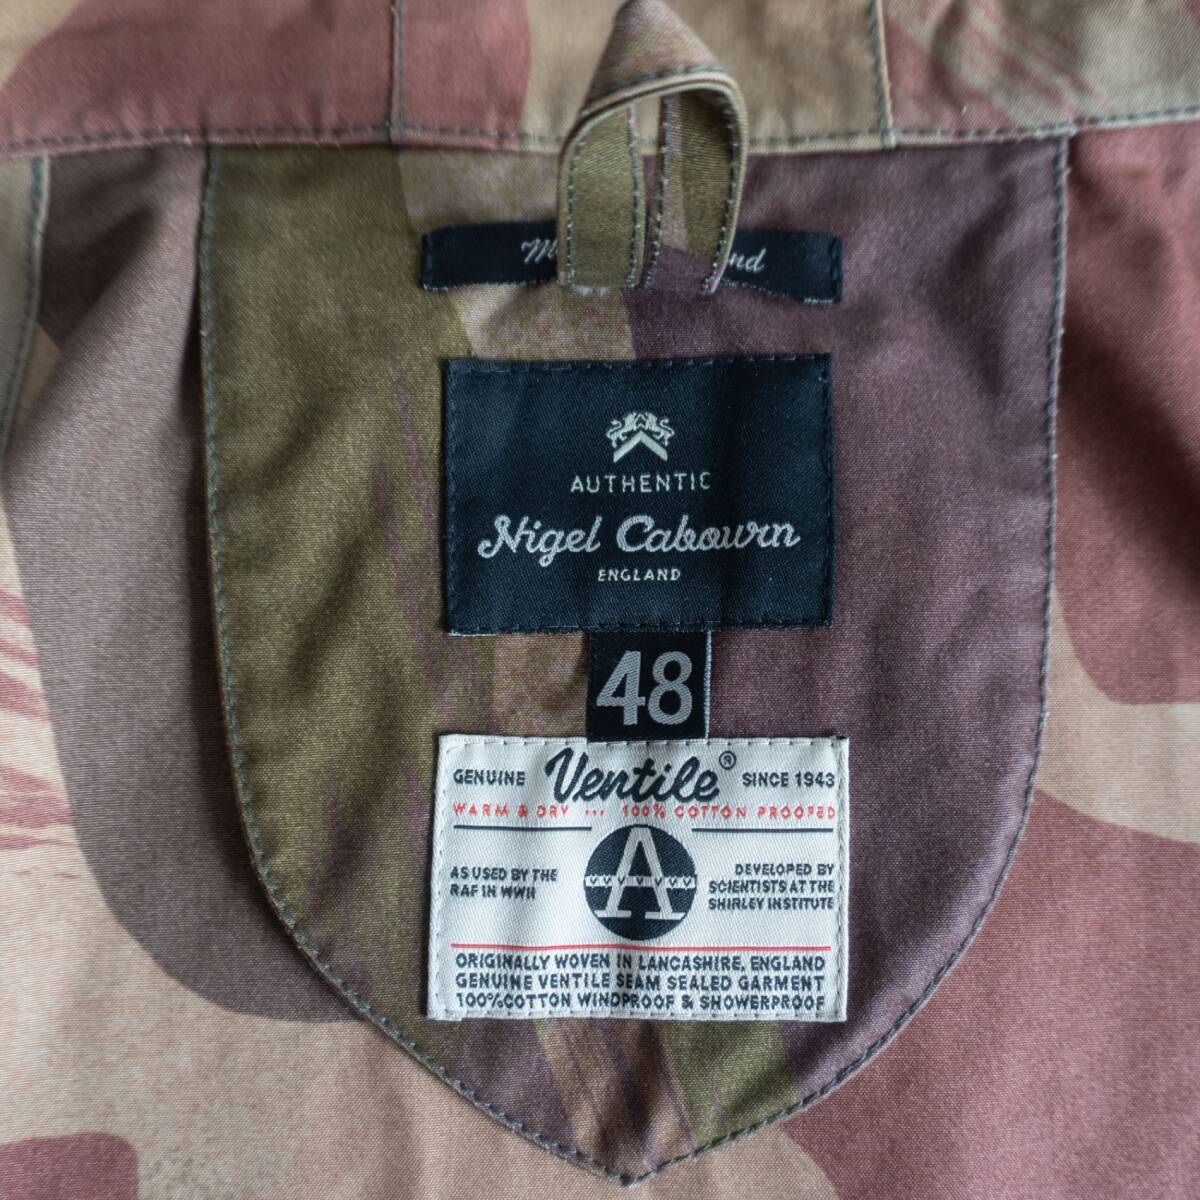 AUTHENTIC
Nigel Cabourn
ENGLAND
48
GENUINE Ventile® SINCE 1943
WARM & DRY ... 100% COTTON PROOFED
AS USED BY THE
RAF IN WWII
A
DEVELOPED BY
SCIENTISTS AT THE
SHIRLEY INSTITUTE
ORIGINALLY WOVEN IN LANCASHIRE, ENGLAND
GENUINE VENTILE SEAM SEALED GARMENT
100%COTTON WINDPROOF & SHOWERPROOF